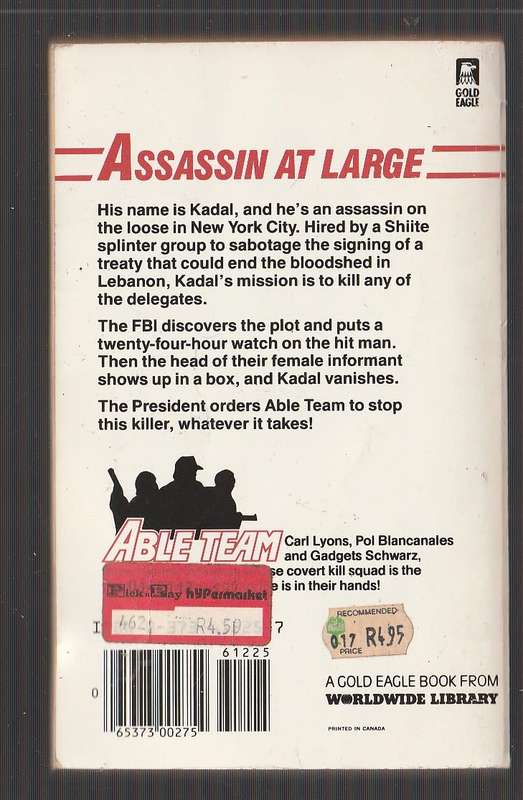 GOLD
EAGLE
ASSASSIN AT LARGE
His name is Kadal, and he's an assassin on
the loose in New York City. Hired by a Shiite
splinter group to sabotage the signing of a
treaty that could end the bloodshed in
Lebanon, Kadal's mission is to kill any of
the delegates.
The FBI discovers the plot and puts a
twenty-four-hour watch on the hit man.
Then the head of their female informant
shows up in a box, and Kadal vanishes.
The President orders Able Team to stop
this killer, whatever it takes!
ABLE TEAM
Carl Lyons, Pol Blancanales
and Gadgets Schwarz,
covert kill squad is the
is in their hands!
Pick 'n Pay hypermarket
462 R4.50
7
61225
0
65373 00275
RECOMMENDED
017 R4.95
PRICE
A GOLD EAGLE BOOK FROM
WORLDWIDE LIBRARY
PRINTED IN CANADA